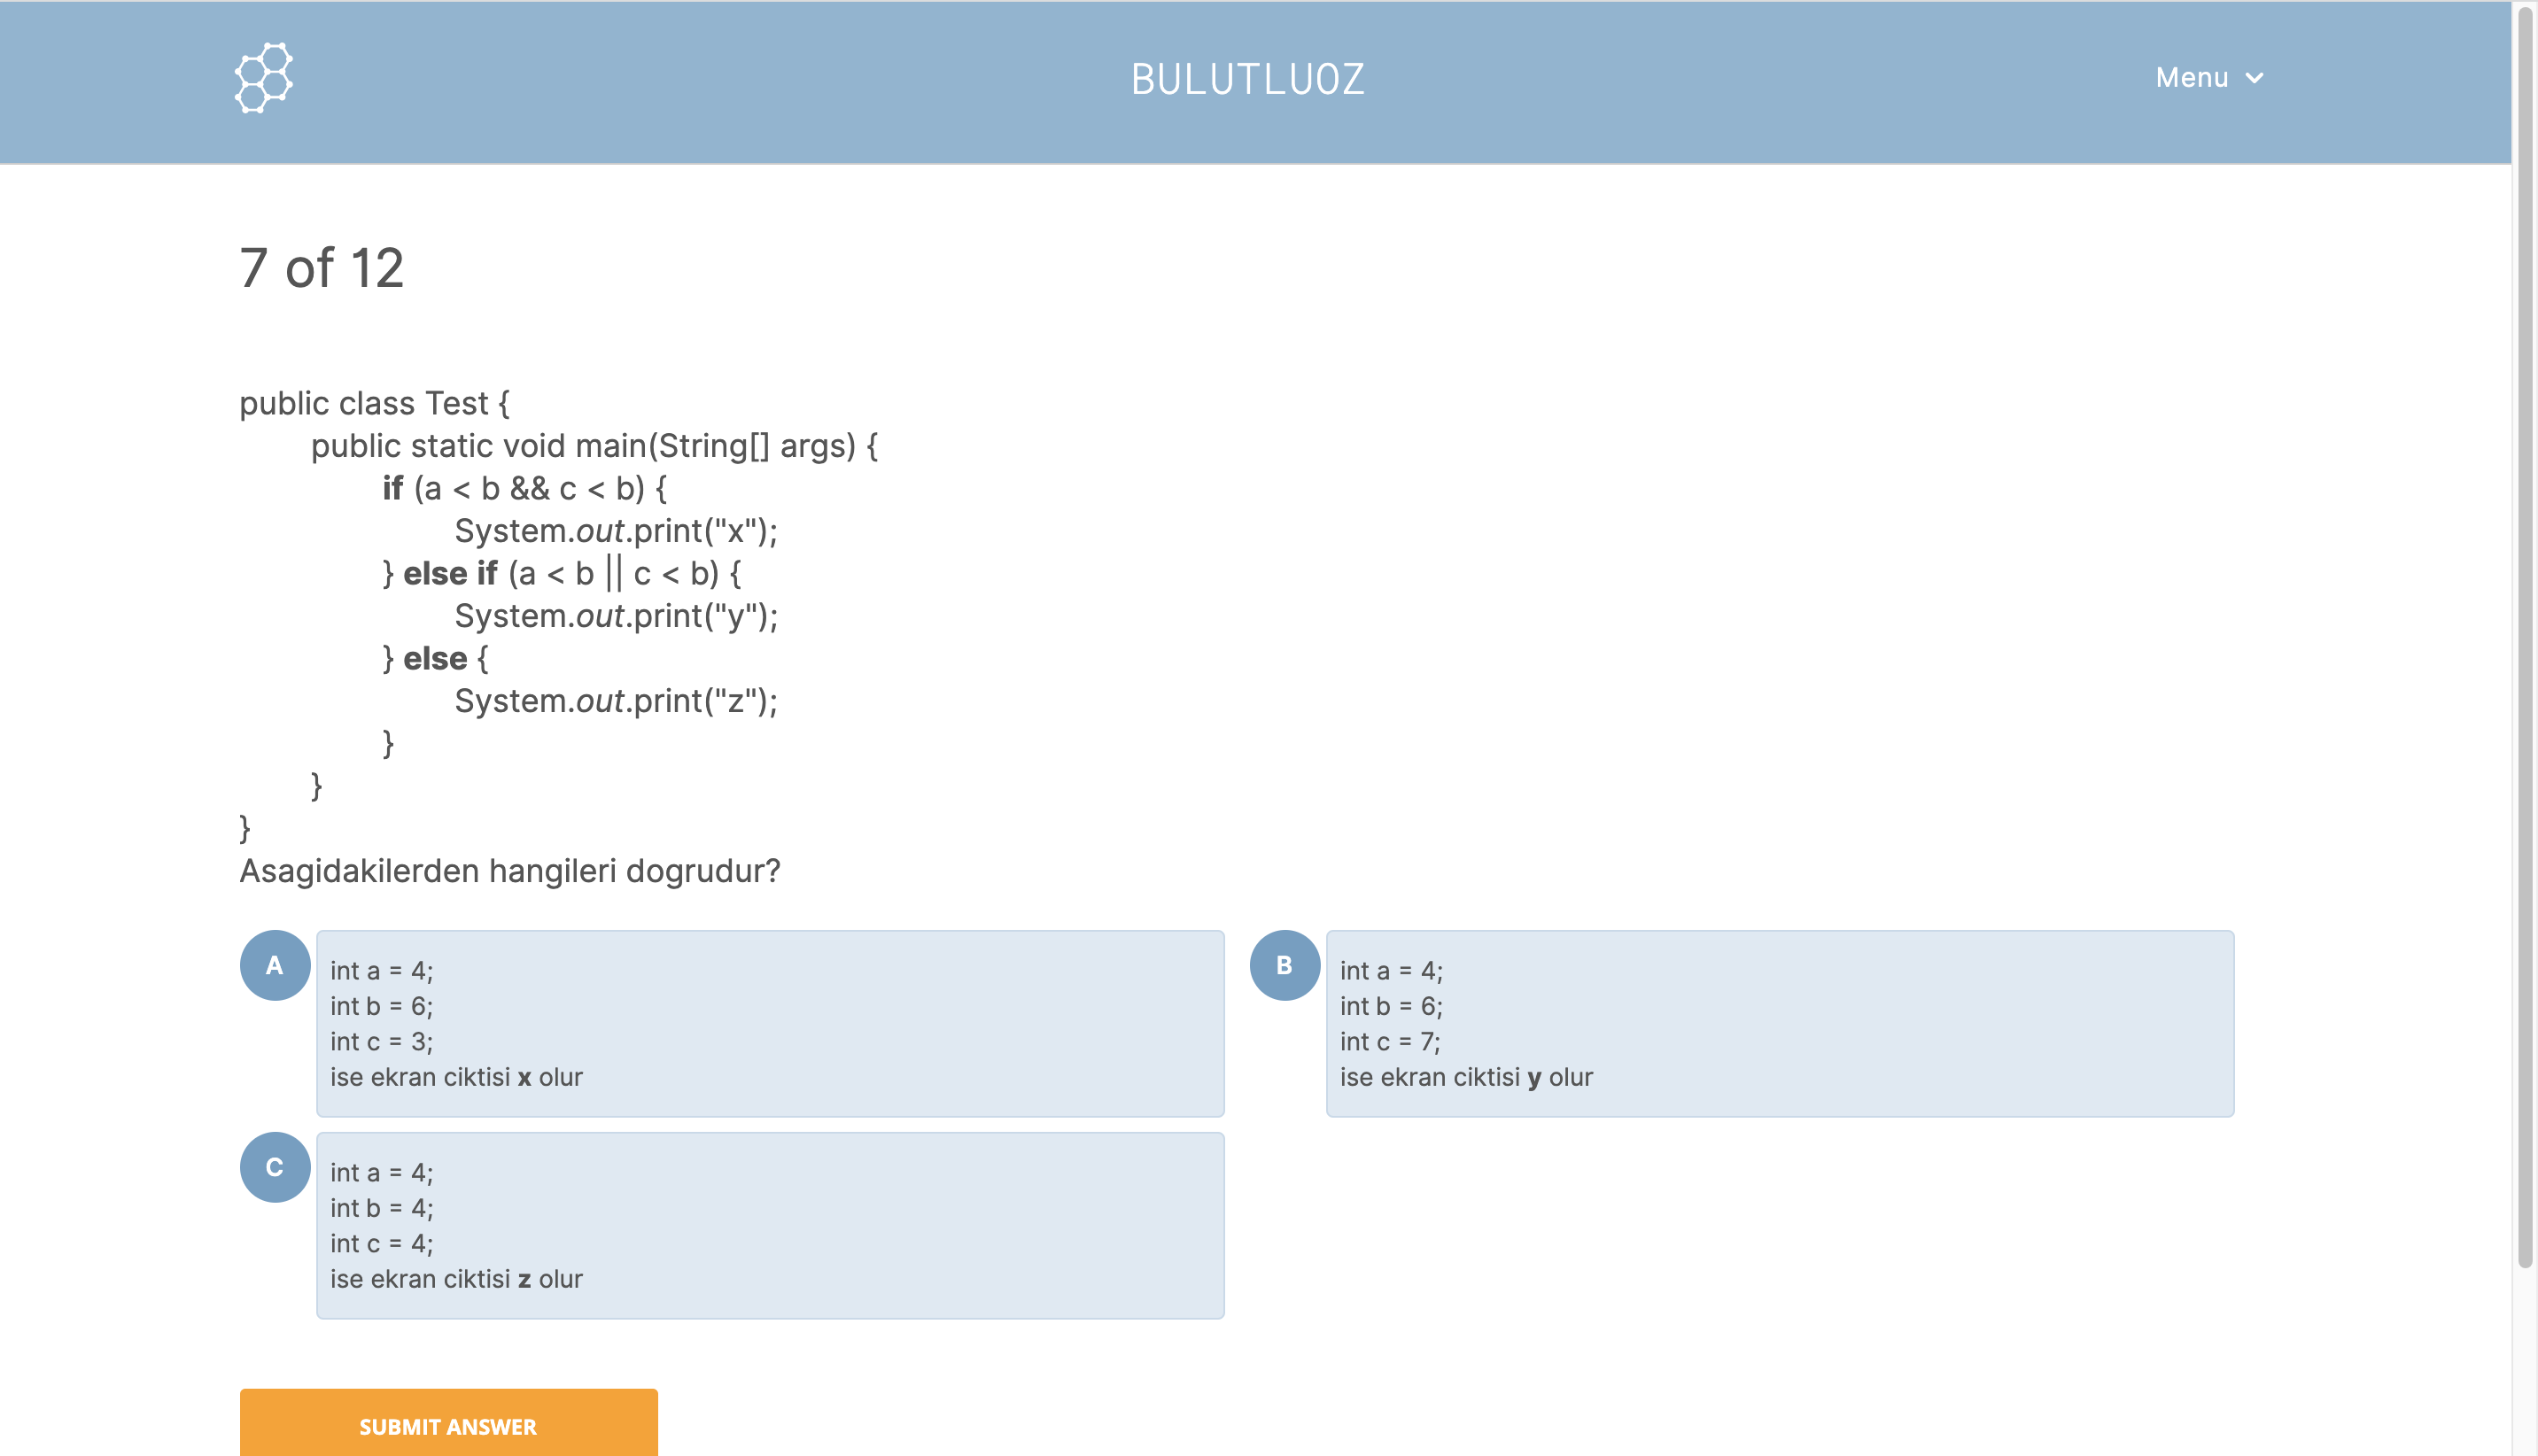 BULUTLUOZ
Menu
7 of 12
public class Test {
public static void main(String[] args) {
if (a < b && c < b) {
System.out.print("x");
} else if (a < b || c < b) {
System.out.print("y");
} else {
System.out.print("z");
}
}
}
Asagidakilerden hangileri dogrudur?
A
int a = 4;
int b = 6;
int c = 3;
ise ekran ciktisi x olur
B
int a = 4;
int b = 6;
int c = 7;
ise ekran ciktisi y olur
C
int a = 4;
int b = 4;
int c = 4;
ise ekran ciktisi z olur
SUBMIT ANSWER